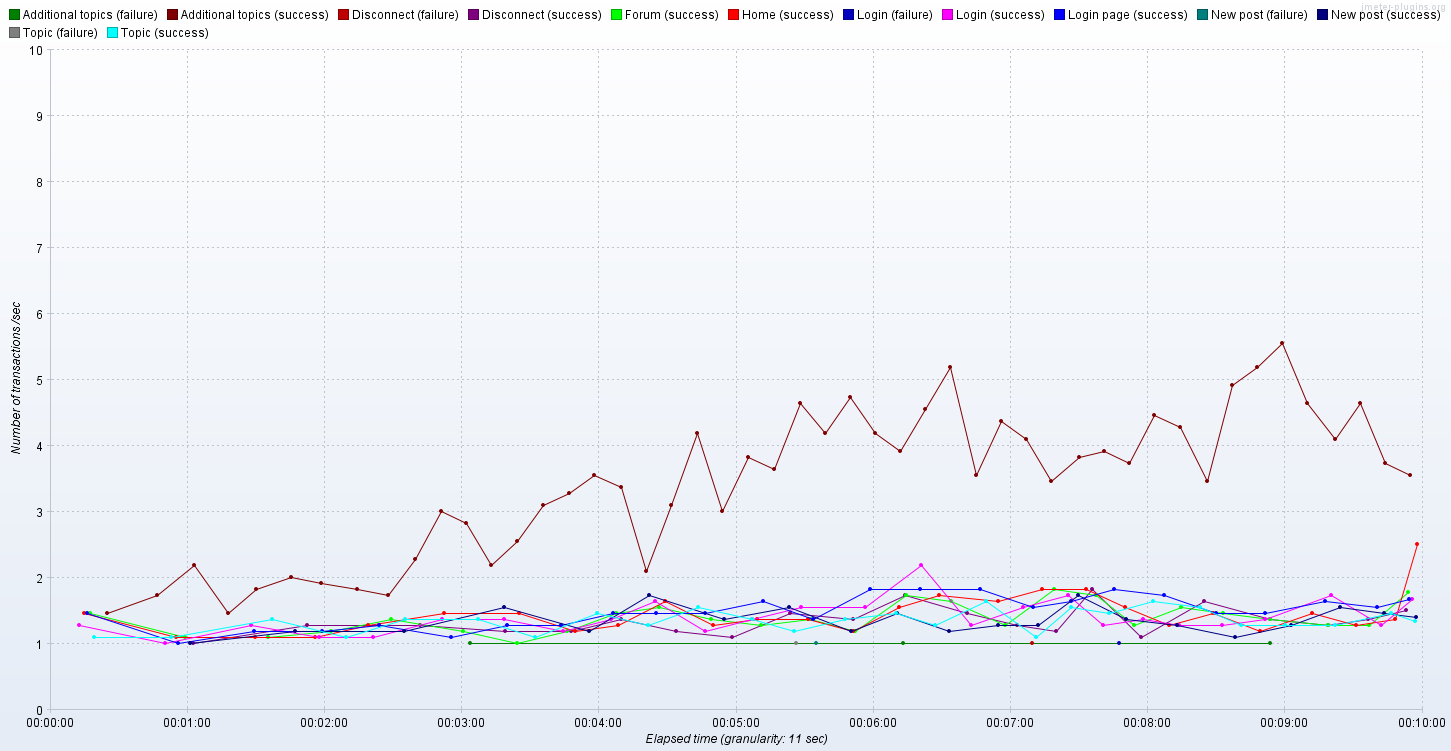 jmeter-plugins.org
Additional topics (failure) Additional topics (success) Disconnect (failure) Disconnect (success) Forum (success) Home (success) Login (failure) Login (success) Login page (success) New post (failure) New post (success)
Topic (failure) Topic (success)
10
9
8
7
6
5
4
3
2
1
0
Number of transactions /sec
00:00:00 00:01:00 00:02:00 00:03:00 00:04:00 00:05:00 00:06:00 00:07:00 00:08:00 00:09:00 00:10:00
Elapsed time (granularity: 11 sec)